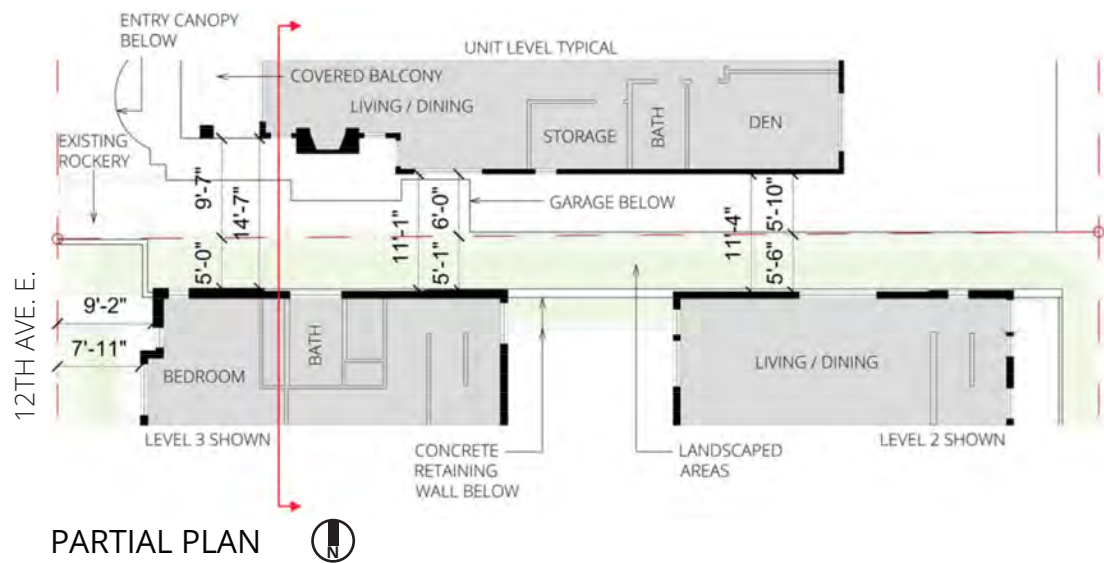 ENTRY CANOPY
BELOW
UNIT LEVEL TYPICAL
COVERED BALCONY
LIVING / DINING
EXISTING
ROCKERY
STORAGE
BATH
DEN
GARAGE BELOW
9'-7"
14'-7"
5'-0"
11'-1"
6'-0"
5'-1"
11'-4"
5'-10"
5'-6"
9'-2"
7'-11"
12TH AVE. E.
BEDROOM
BATH
LIVING / DINING
LEVEL 3 SHOWN
LEVEL 2 SHOWN
CONCRETE
RETAINING
WALL BELOW
LANDSCAPED
AREAS
PARTIAL PLAN
N